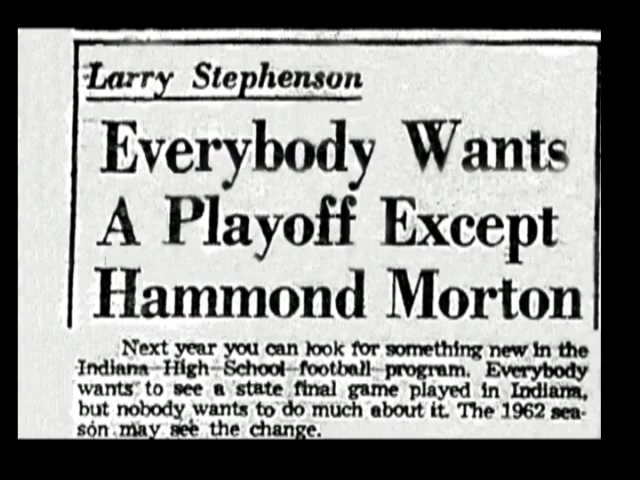 Larry Stephenson
Everybody Wants
A Playoff Except
Hammond Morton
Next year you can look for something new in the
Indiana High School football program. Everybody
wants to see a state final game played in Indiana,
but nobody wants to do much about it. The 1962 sea-
son may see the change.